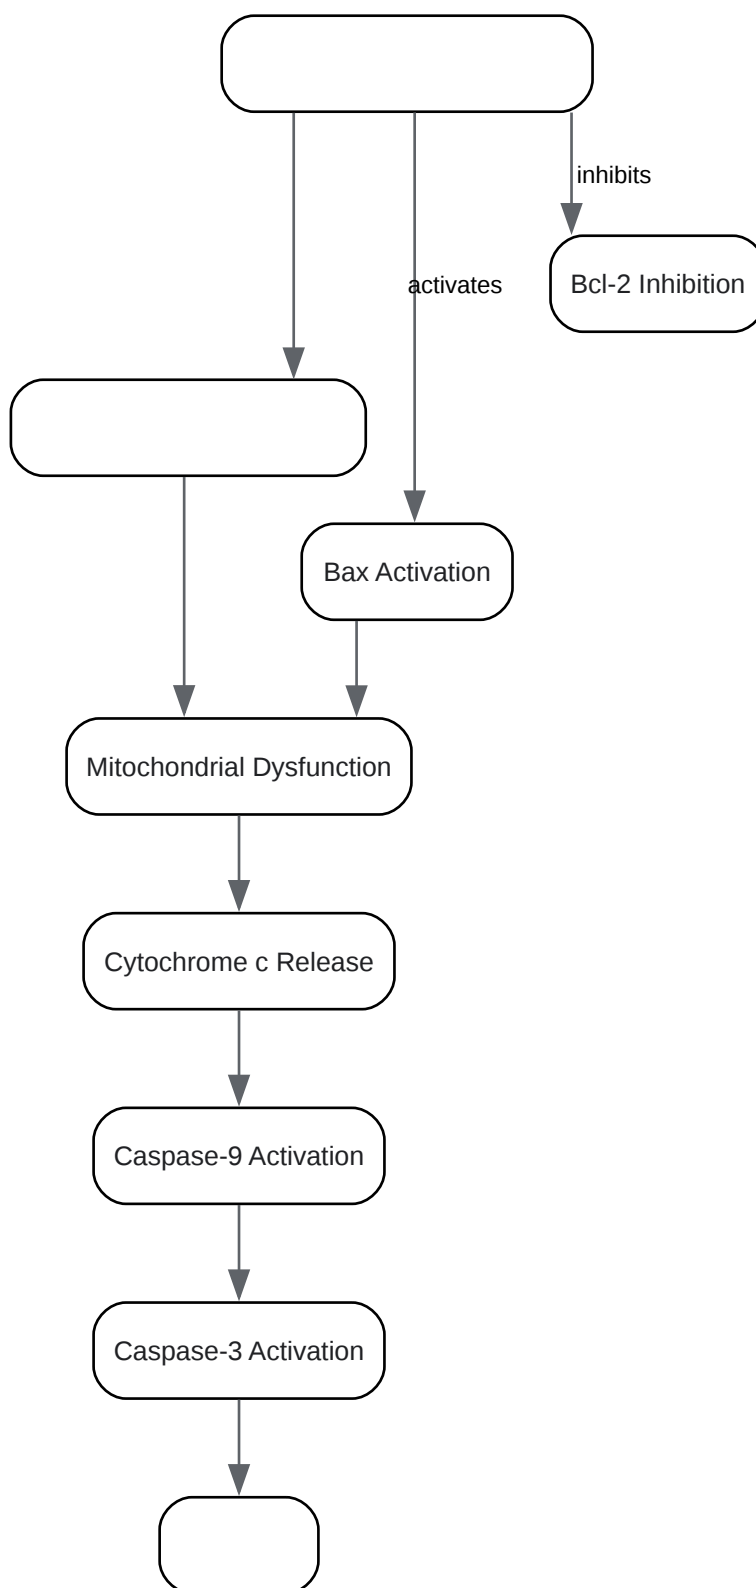 inhibits
Bcl-2 Inhibition
activates
Bax Activation
Mitochondrial Dysfunction
Cytochrome c Release
Caspase-9 Activation
Caspase-3 Activation